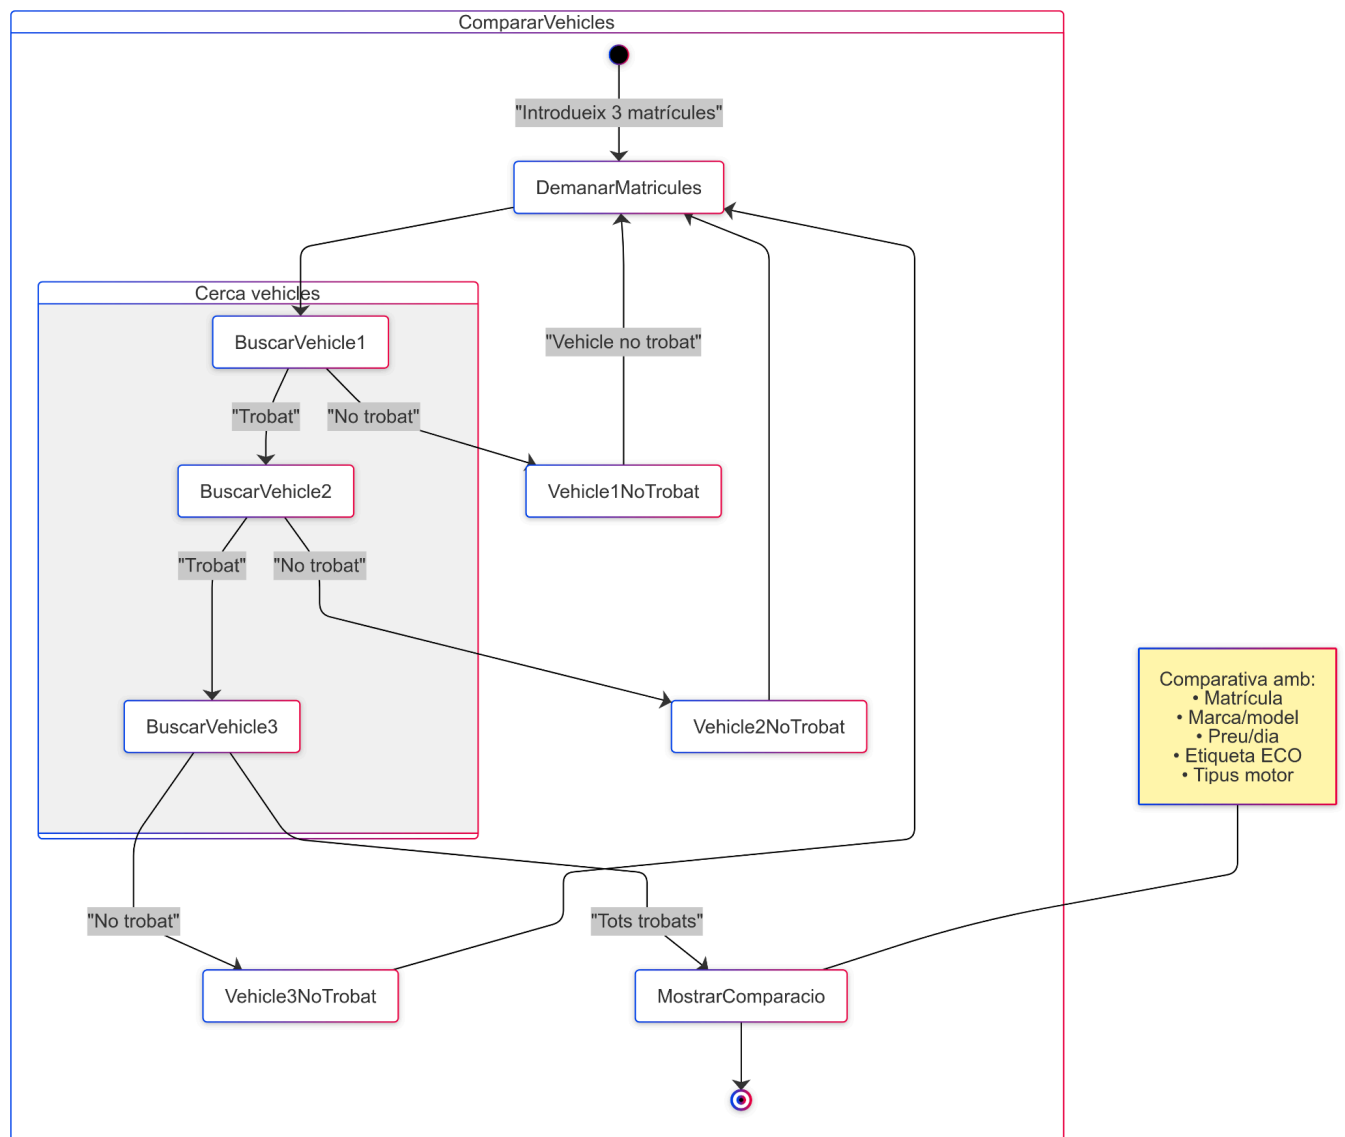 CompararVehicles
"Introdueix 3 matrícules"
DemanarMatricules
Cerca vehicles
BuscarVehicle1
"Vehicle no trobat"
"Trobat"
"No trobat"
BuscarVehicle2
Vehicle1NoTrobat
"Trobat"
"No trobat"
BuscarVehicle3
Vehicle2NoTrobat
Comparativa amb:
• Matrícula
• Marca/model
• Preu/dia
• Etiqueta ECO
• Tipus motor
"No trobat"
"Tots trobats"
Vehicle3NoTrobat
MostrarComparacio